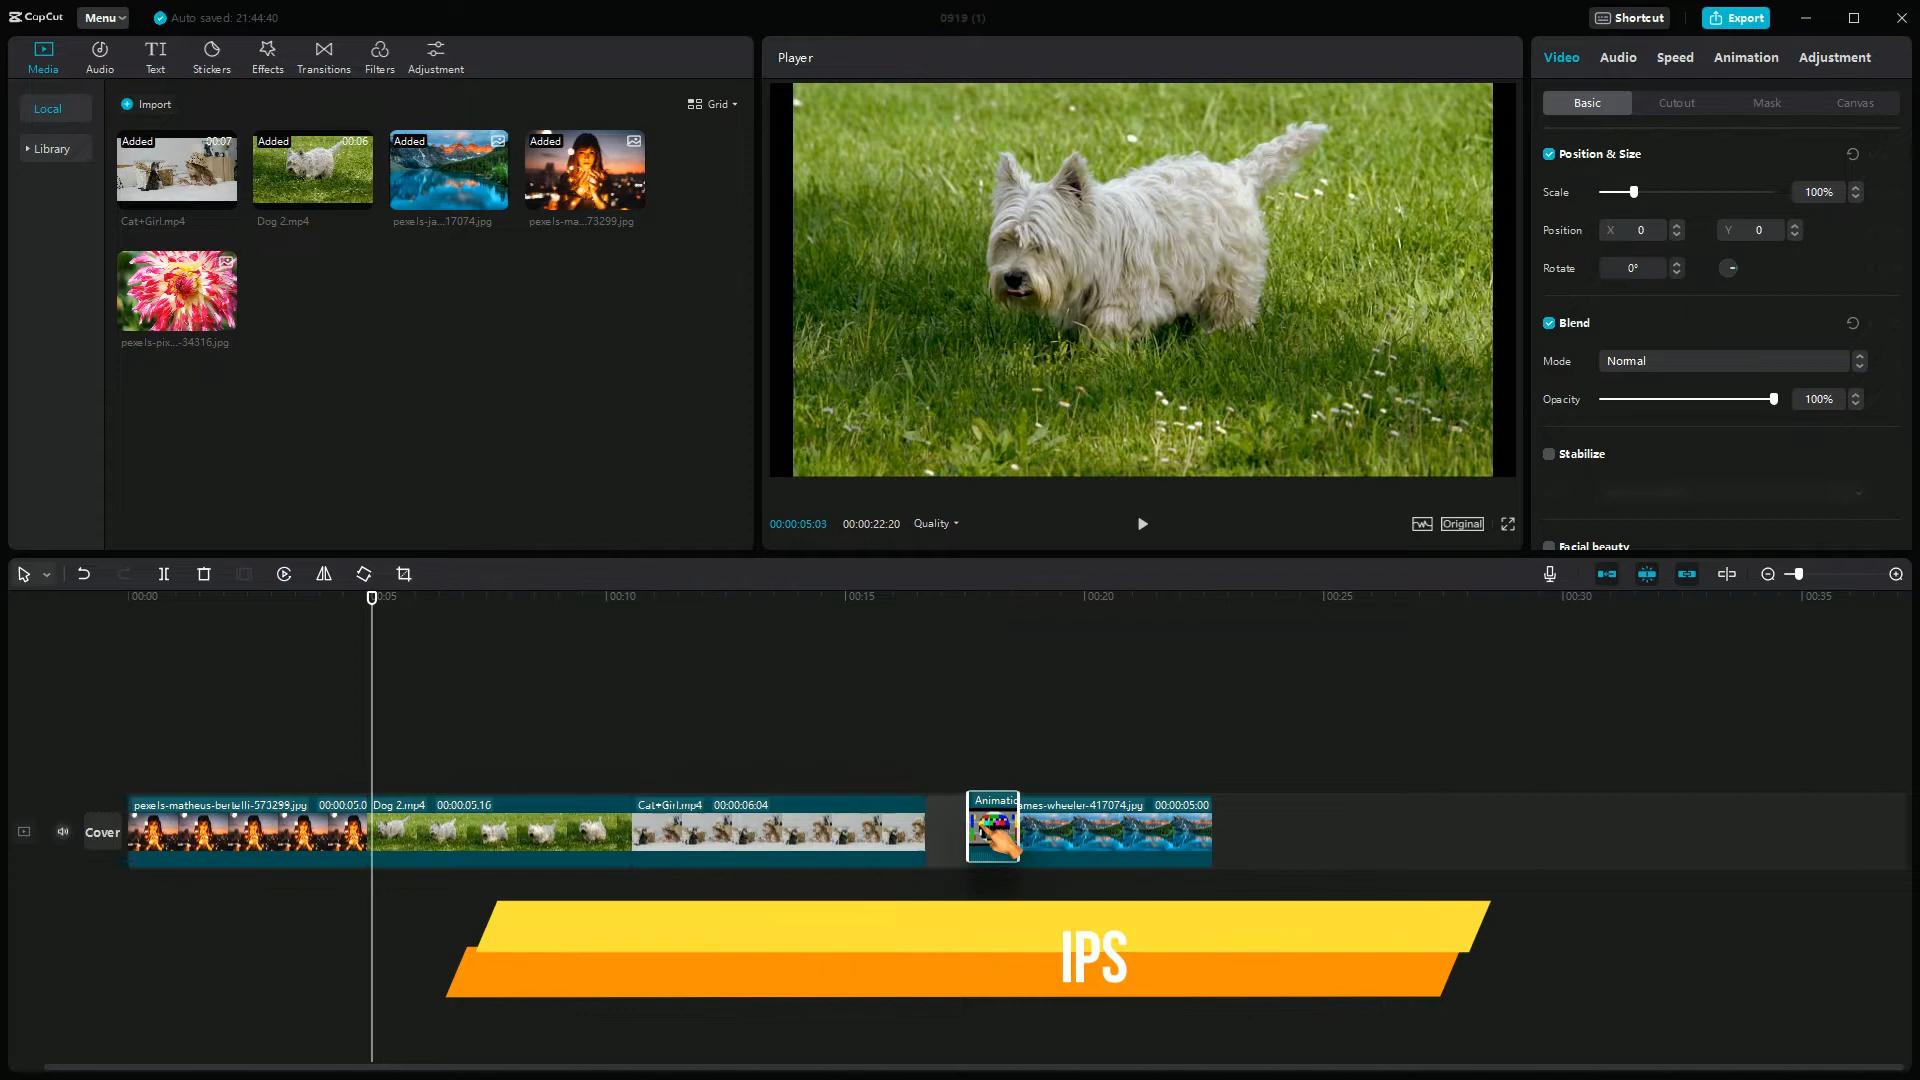 CapCut
Menu
Auto saved: 21:44:40
0919 (1)
Shortcut
Export
Media
Audio
Text
Stickers
Effects
Transitions
Filters
Adjustment
Local
Library
Import
Grid
Added 00:07
Cat+Girl.mp4
Added 00:06
Dog 2.mp4
Added
pexels-ja...17074.jpg
Added
pexels-ma...73299.jpg
pexels-pix...-34316.jpg
Player
00:00:05:03
00:00:22:20
Quality
Original
Video
Audio
Speed
Animation
Adjustment
Basic
Cutout
Mask
Canvas
Position & Size
Scale
100%
Position
X 0
Y 0
Rotate
0°
Blend
Mode
Normal
Opacity
100%
Stabilize
Facial beauty
00:00
00:05
00:10
00:15
00:20
00:25
00:30
00:35
Cover
pexels-matheus-bertelli-573299.jpg 00:00:05:0
Dog 2.mp4 00:00:05:16
Cat+Girl.mp4 00:00:06:04
Animatio
ames-wheeler-417074.jpg 00:00:05:00
IPS